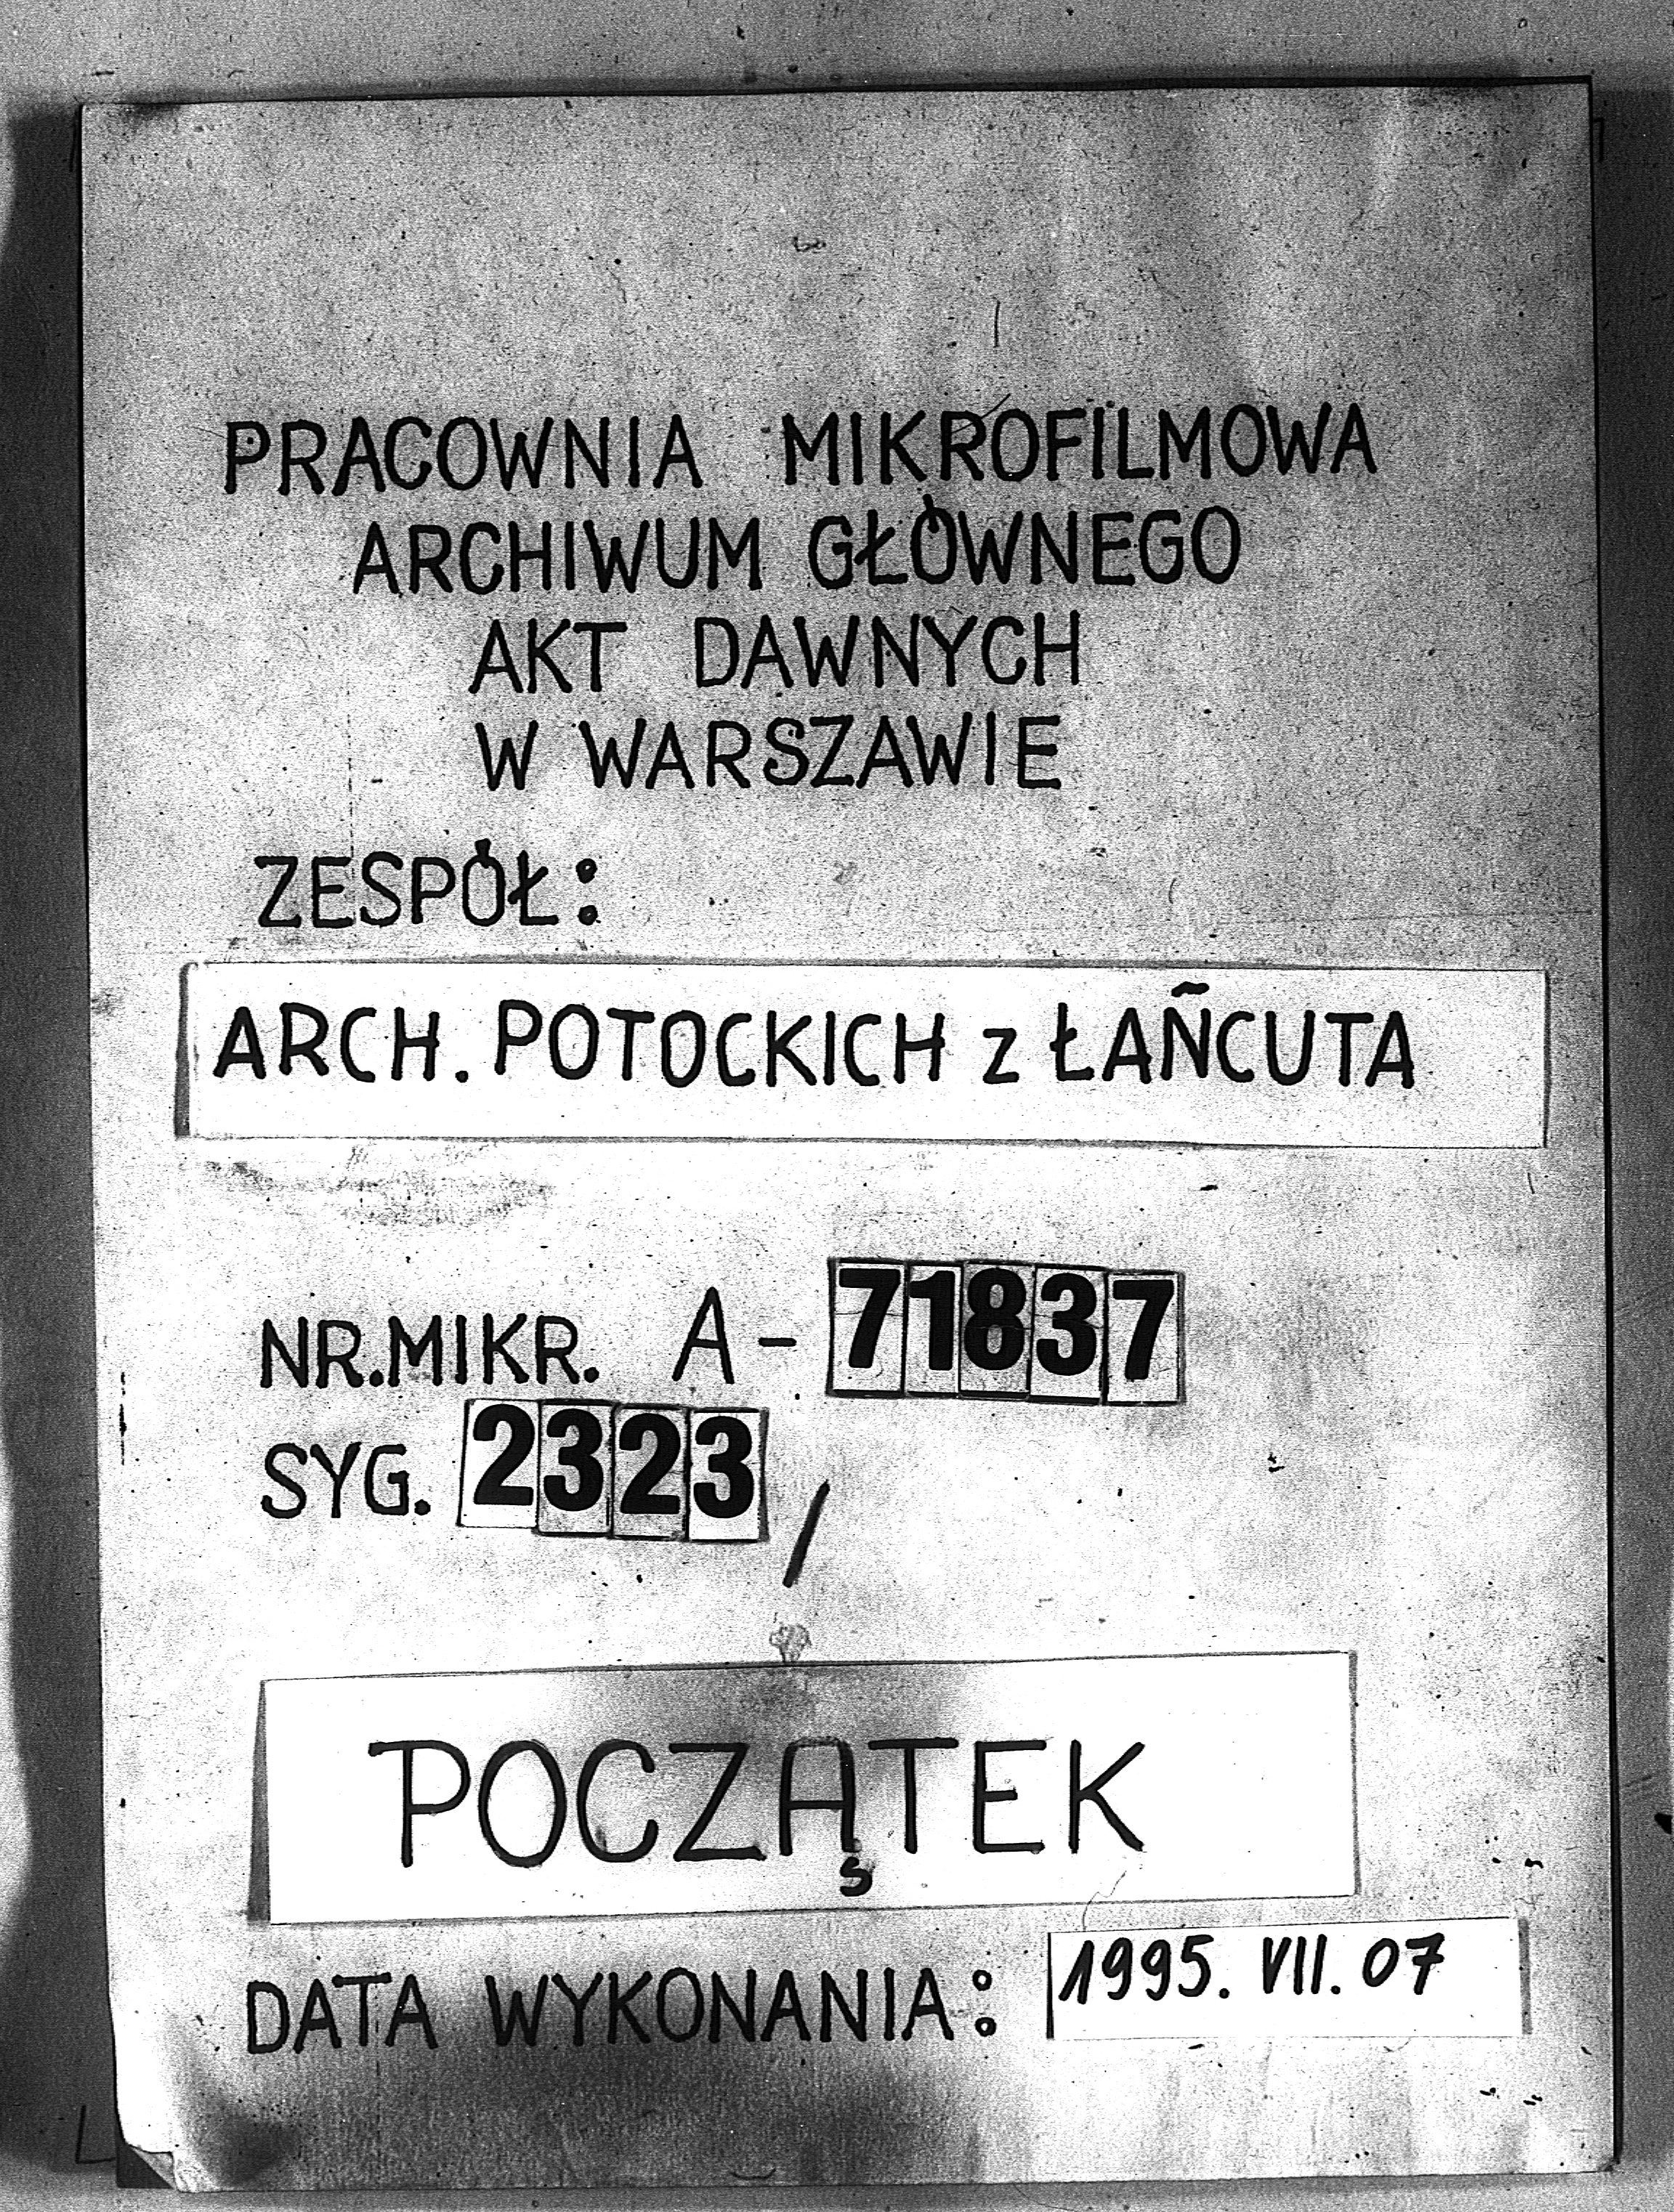 PRACOWNIA MIKROFILMOWA
ARCHIWUM GŁÓWNEGO
AKT DAWNYCH
W WARSZAWIE
ZESPÓŁ:
ARCH. POTOCKICH z ŁAŃCUTA
NR.MIKR. A-71837
SYG. 2323/
POCZĄTEK
DATA WYKONANIA: 1995. VII. 07